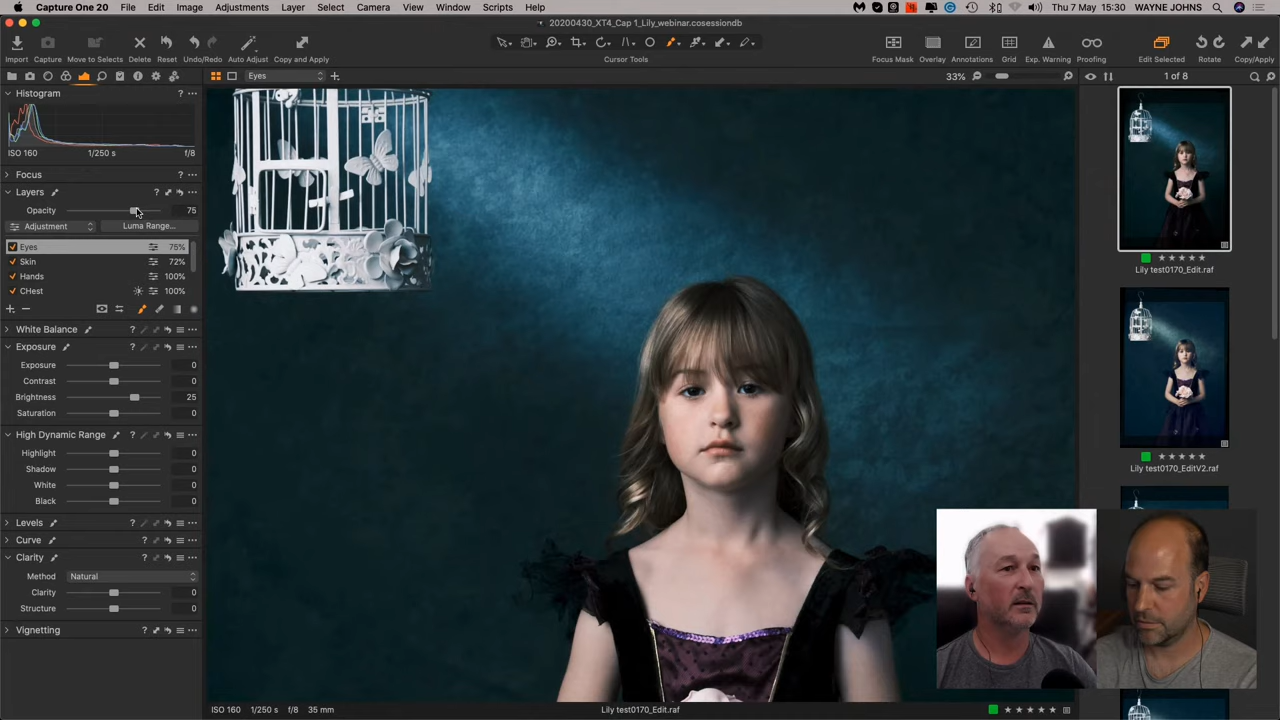 Capture One 20 File Edit Image Adjustments Layer Select Camera View Window Scripts Help Thu 7 May 15:30 WAYNE JOHNS
20200430_XT4_Cap 1_Lily_webinar.cosessiondb
Import Capture Move to Selects Delete Reset Undo/Redo Auto Adjust Copy and Apply Cursor Tools Focus Mask Overlay Annotations Grid Exp. Warning Proofing Edit Selected Rotate Copy/Apply
Eyes 33% 1 of 8
Histogram
ISO 160 1/250 s f/8
Focus
Layers
Opacity 75
Adjustment Luma Range...
Eyes 75%
Skin 72%
Hands 100%
CHest 100%
White Balance
Exposure
Exposure 0
Contrast 0
Brightness 25
Saturation 0
High Dynamic Range
Highlight 0
Shadow 0
White 0
Black 0
Levels
Curve
Clarity
Method Natural
Clarity 0
Structure 0
Vignetting
Lily test0170_Edit.raf
Lily test0170_EditV2.raf
ISO 160 1/250 s f/8 35 mm Lily test0170_Edit.raf